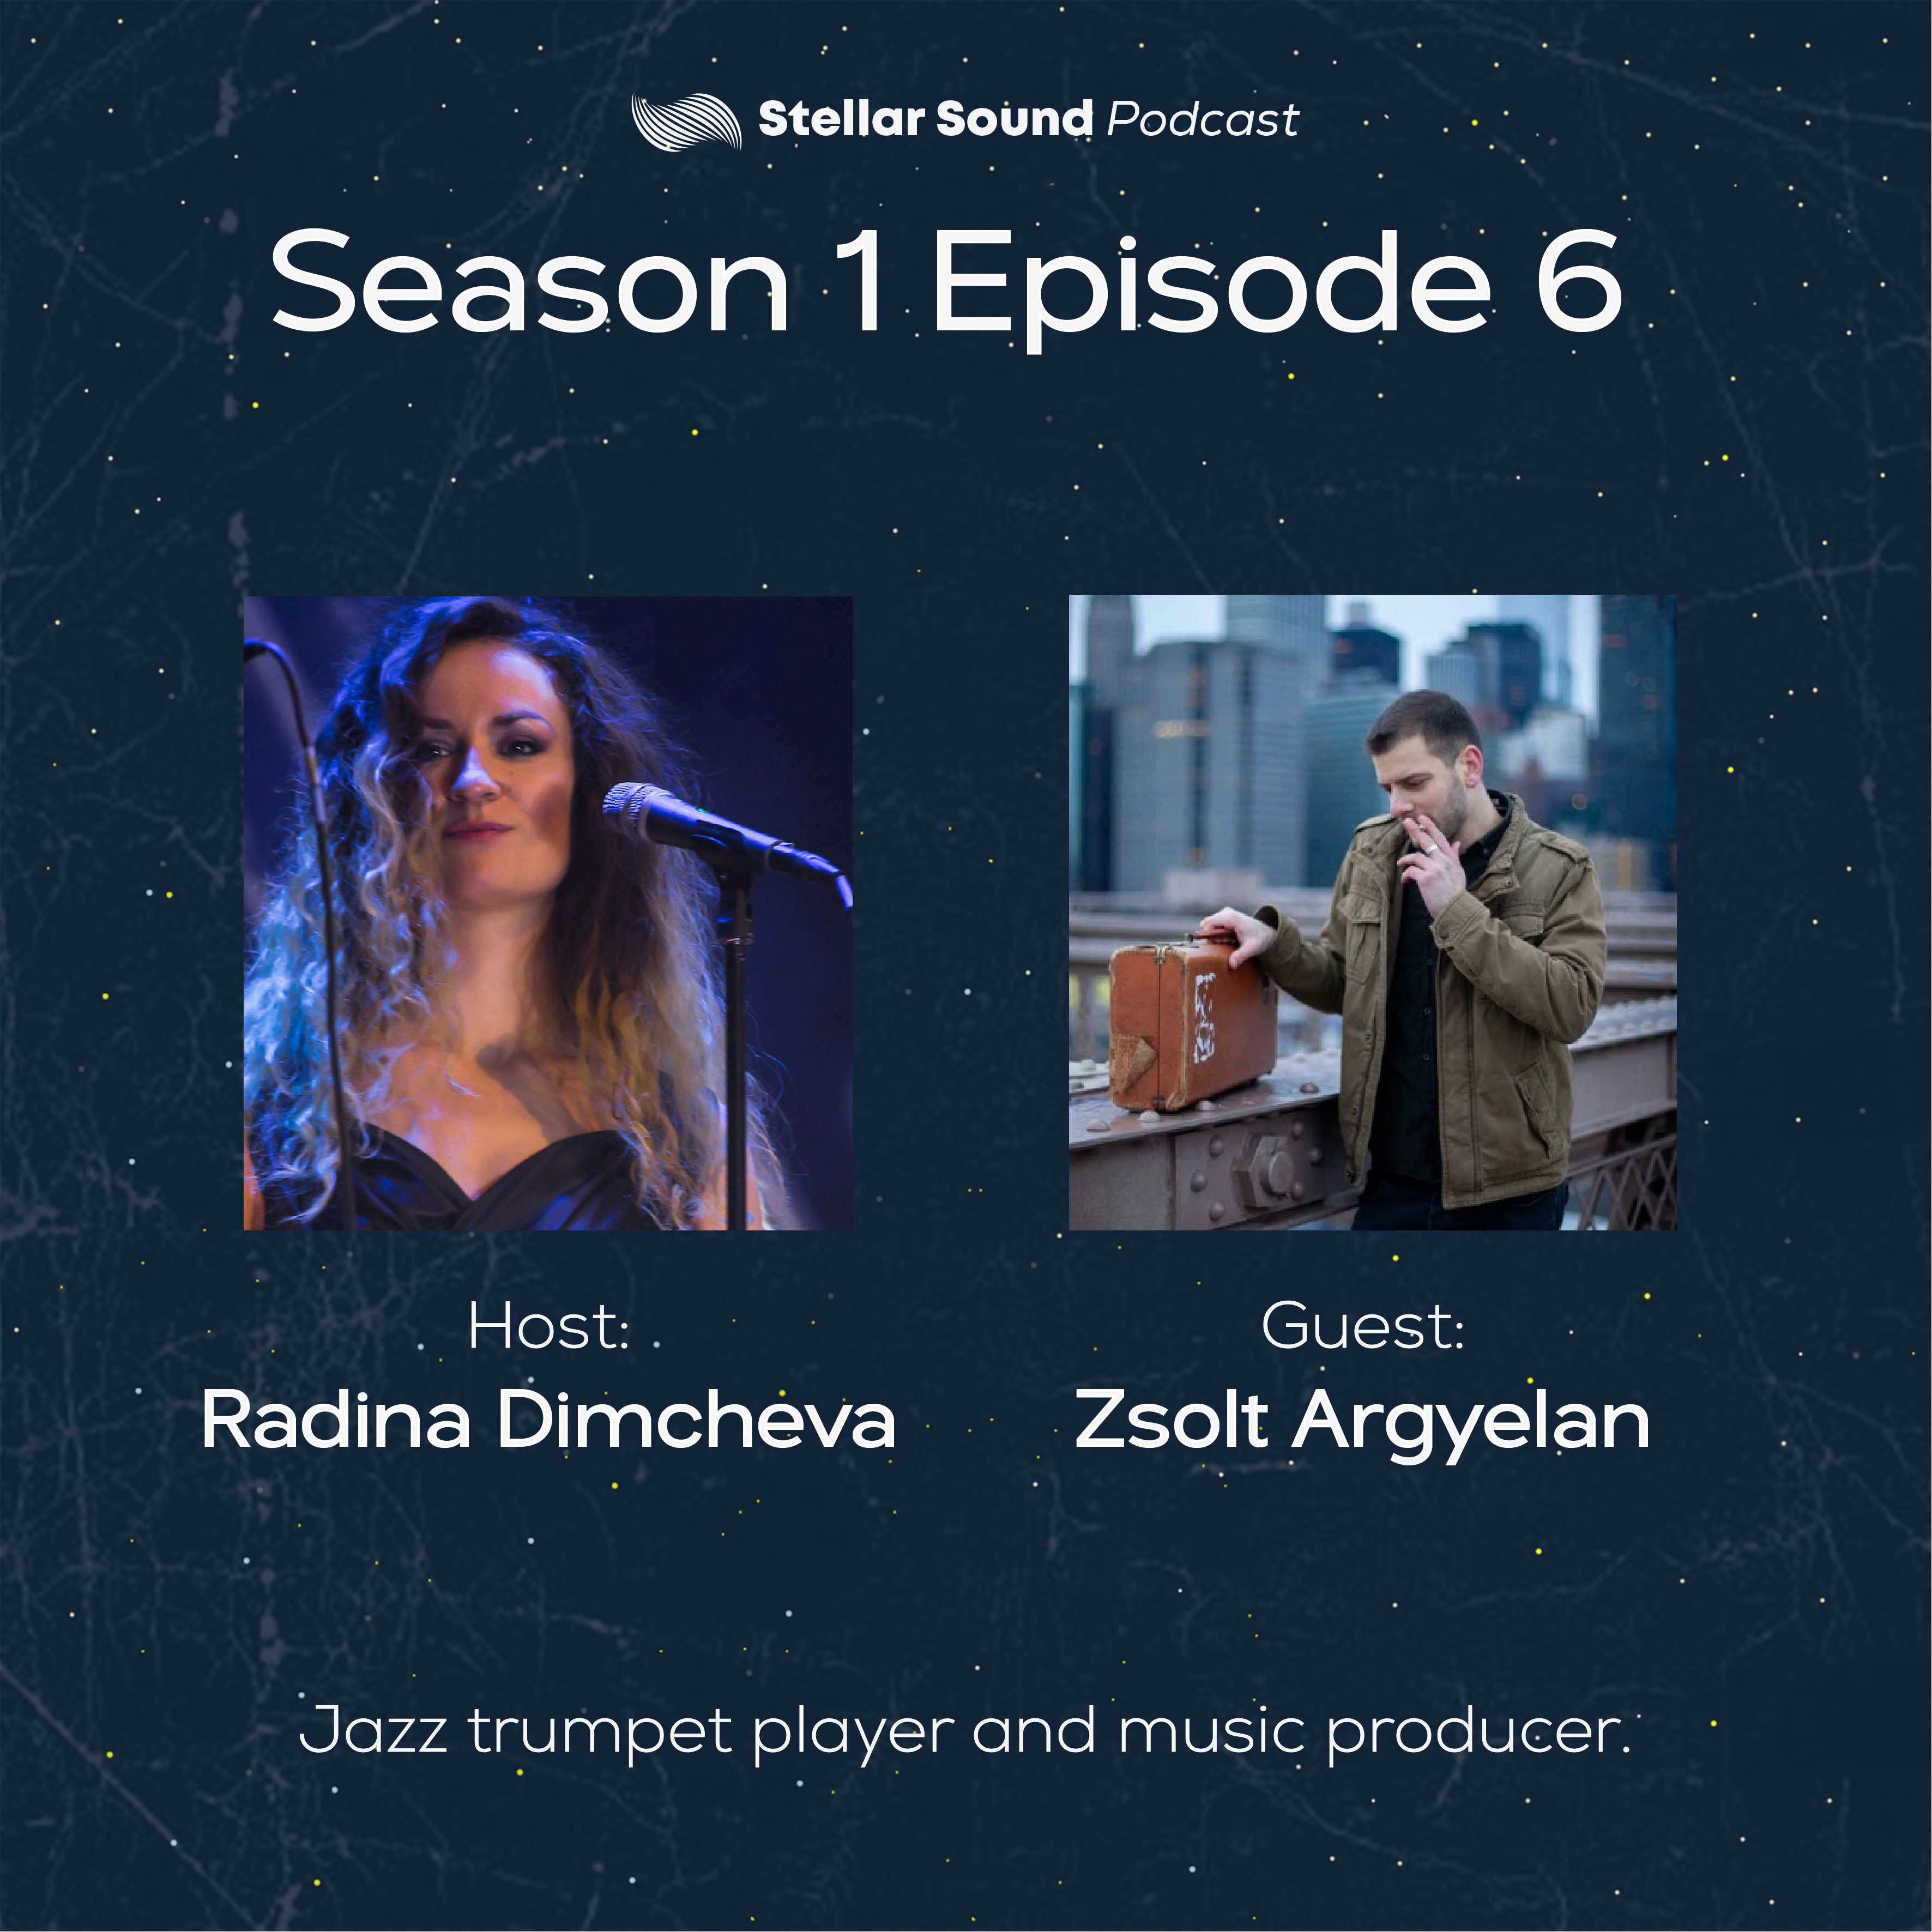 Stellar Sound Podcast
Season 1 Episode 6
Host:
Radina Dimcheva
Guest:
Zsolt Argyelan
Jazz trumpet player and music producer.